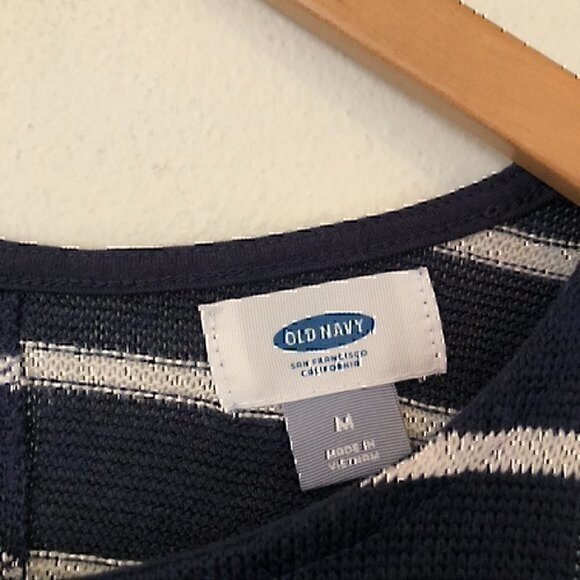 OLD NAVY
SAN FRANCISCO
CALIFORNIA
M
MADE IN
VIETNAM